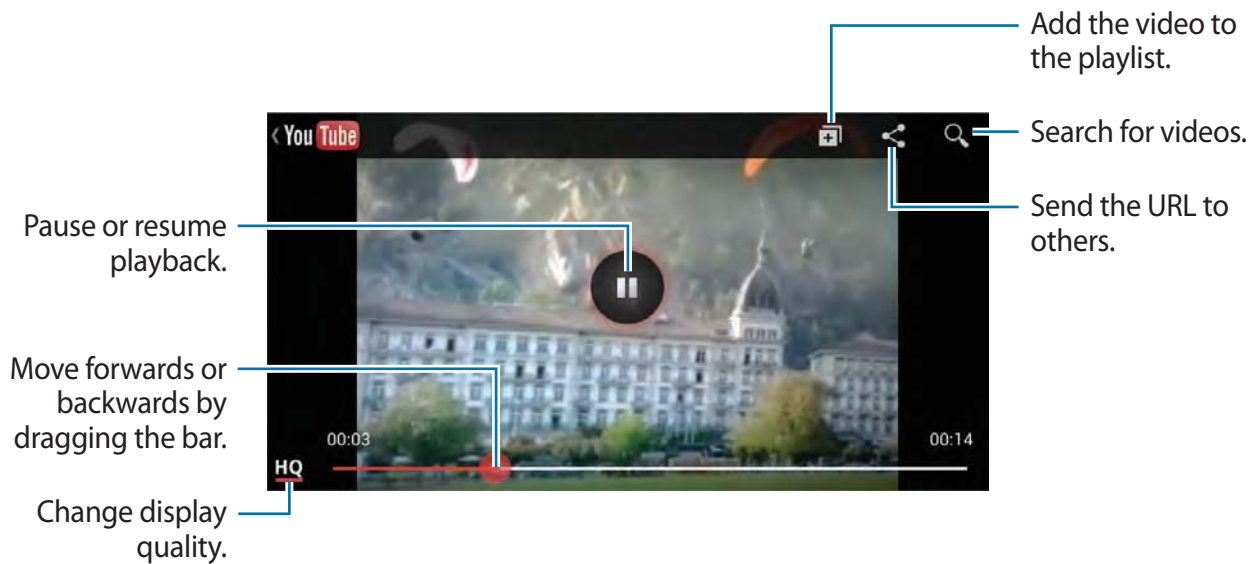 Add the video to
the playlist.
You Tube
Search for videos.
Send the URL to
others.
Pause or resume
playback.
Move forwards or
backwards by
dragging the bar.
00:03
00:14
HQ
Change display
quality.